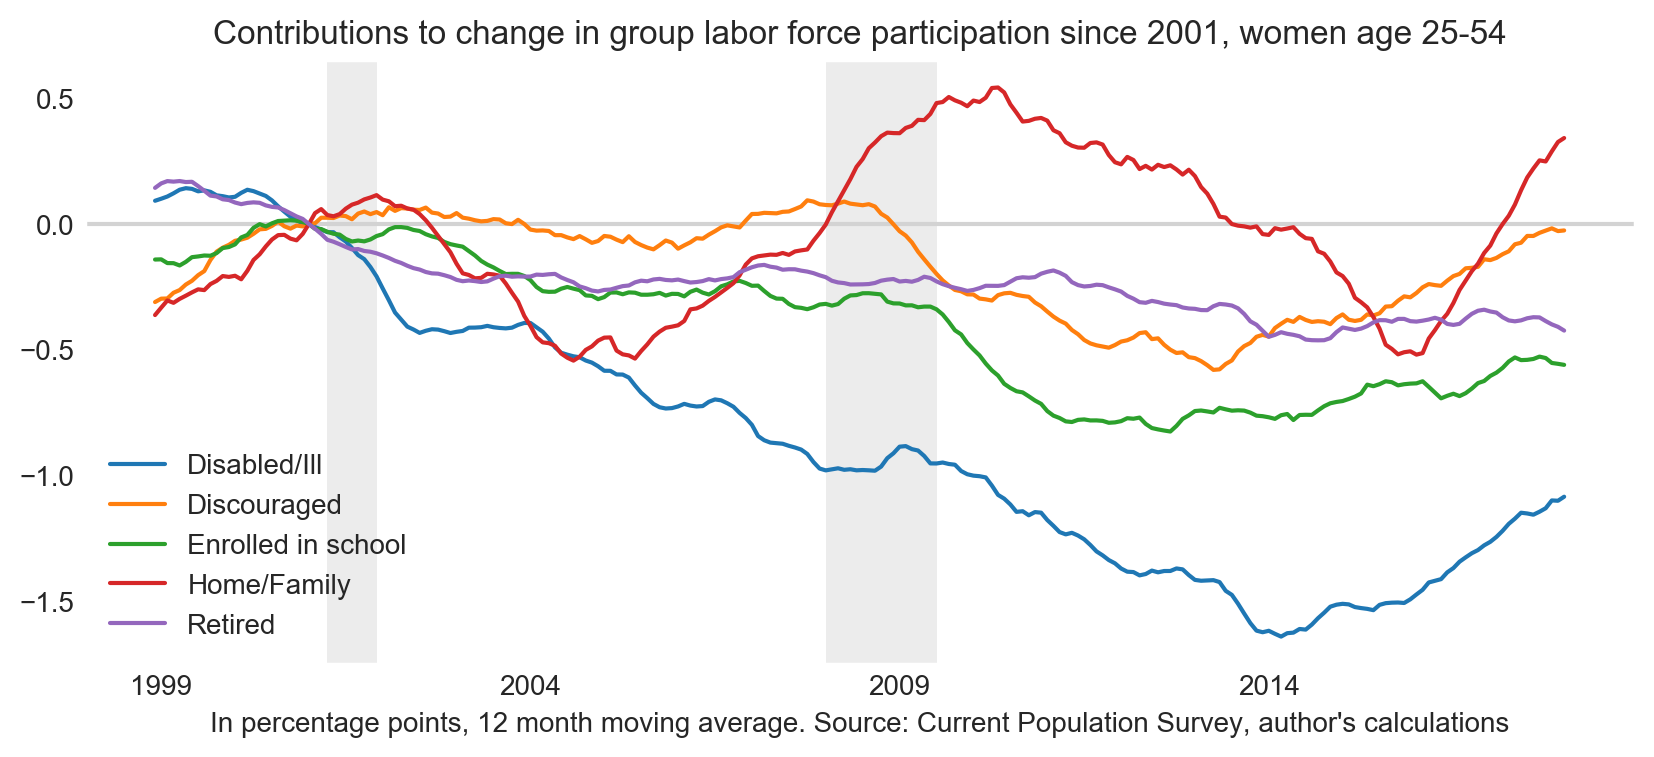 Contributions to change in group labor force participation since 2001, women age 25-54
0.5
0.0
−0.5
−1.0
−1.5
Disabled/Ill
Discouraged
Enrolled in school
Home/Family
Retired
1999 2004 2009 2014
In percentage points, 12 month moving average. Source: Current Population Survey, author's calculations